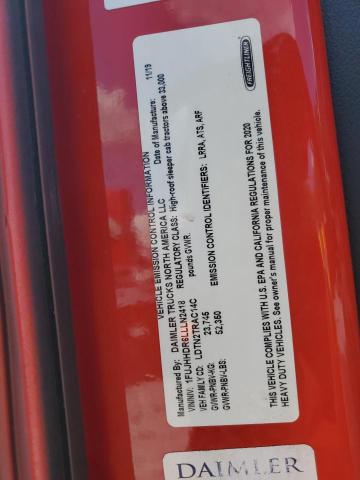 VEHICLE EMISSION CONTROL INFORMATION
DAIMLER TRUCKS NORTH AMERICA LLC
Date of Manufacture: 11/19
VIN/NIV: 1FUJHHDR6LLLN2418
REGULATORY CLASS: High-roof sleeper cab tractors above 33,000 pounds GVWR.
VEH FAMILY CD: LDTN2TRAC14C
GVWR-PNBV-KG: 23,745
EMISSION CONTROL IDENTIFIERS: LRRA, ATS, ARF
GVWR-PNBV-LBS: 52,350
THIS VEHICLE COMPLIES WITH U.S. EPA AND CALIFORNIA REGULATIONS FOR 2020
HEAVY DUTY VEHICLES. See owner's manual for proper maintenance of this vehicle.
FREIGHTLINER
DAIMLER